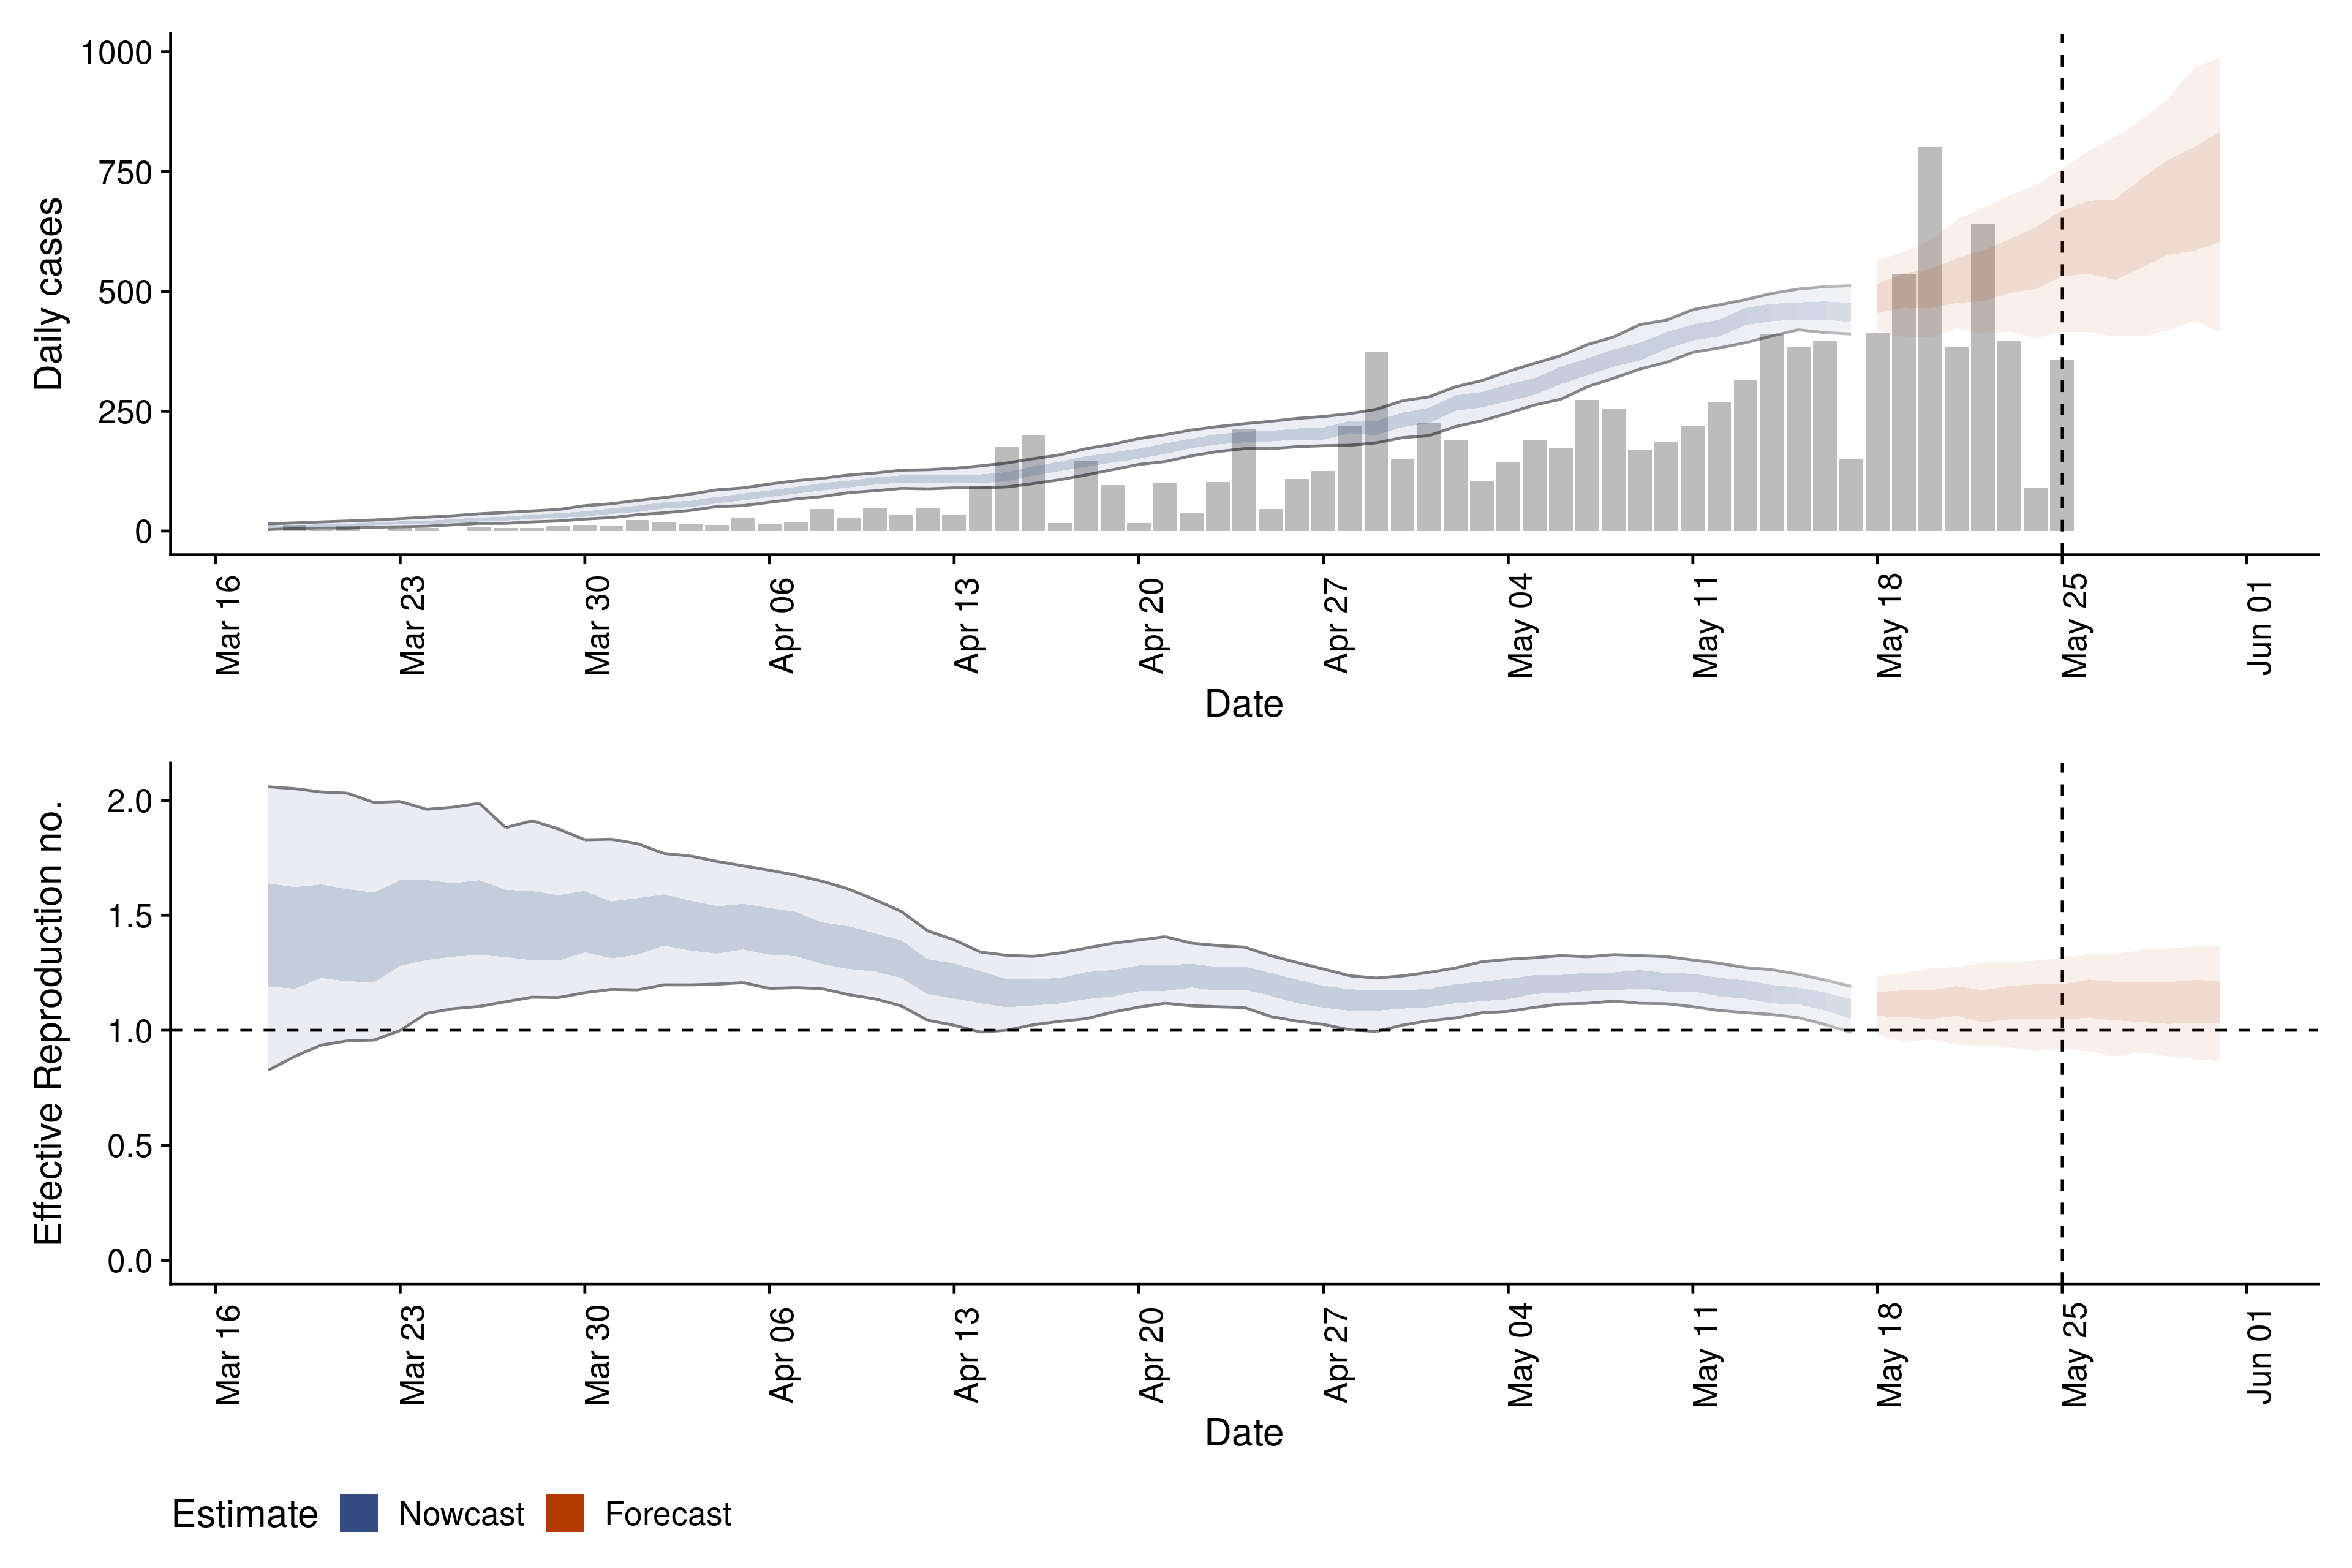 Daily cases
1000
750
500
250
0
Mar 16
Mar 23
Mar 30
Apr 06
Apr 13
Apr 20
Apr 27
May 04
May 11
May 18
May 25
Jun 01
Date
Effective Reproduction no.
2.0
1.5
1.0
0.5
0.0
Mar 16
Mar 23
Mar 30
Apr 06
Apr 13
Apr 20
Apr 27
May 04
May 11
May 18
May 25
Jun 01
Date
Estimate Nowcast Forecast